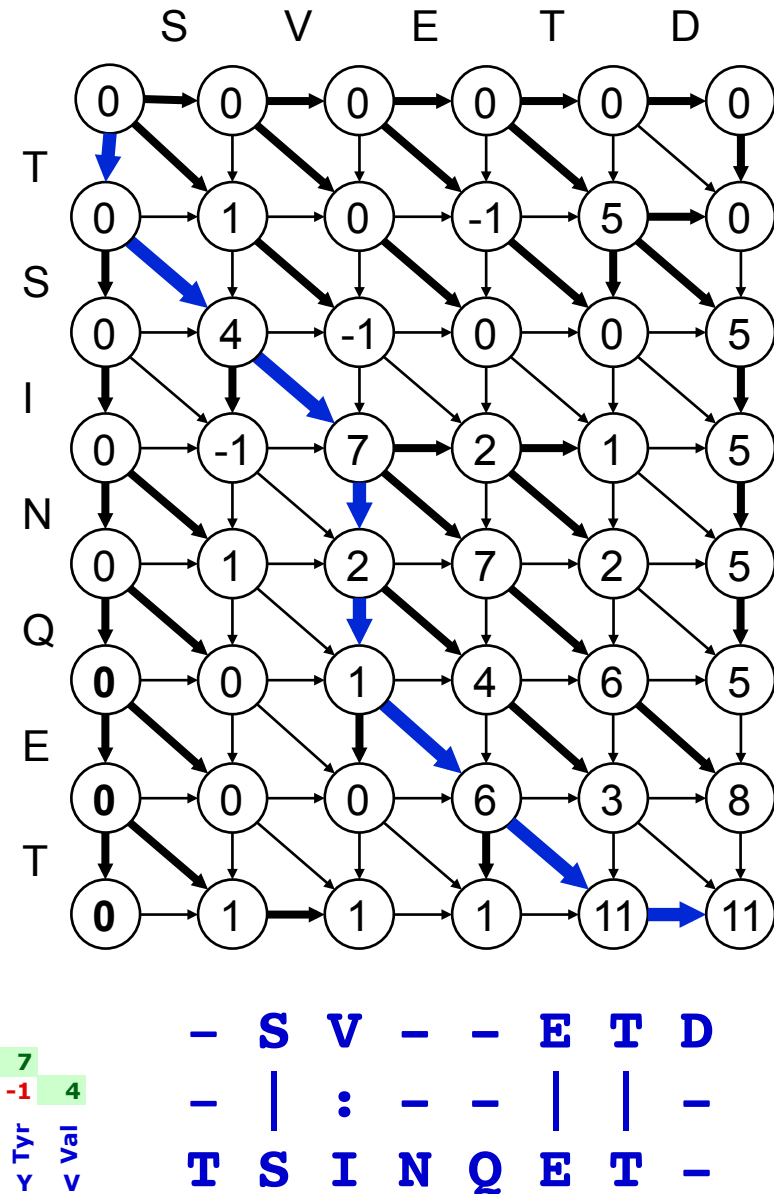 S V E T D
0 0 0 0 0 0
T
0 1 0 -1 5 0
S
0 4 -1 0 0 5
I
0 -1 7 2 1 5
N
0 1 2 7 2 5
Q
0 0 1 4 6 5
E
0 0 0 6 3 8
T
0 1 1 1 11 11
– S V – – E T D
7
-1 4
– | : – – | | –
Y Tyr
V Val
T S I N Q E T –